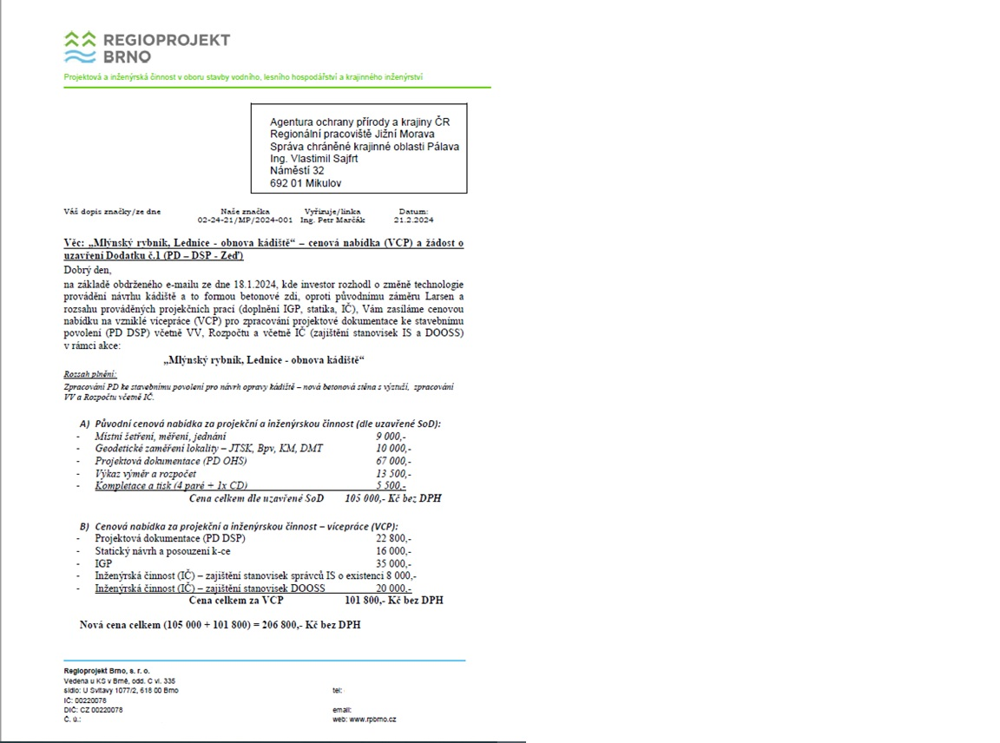 REGIOPROJEKT
BRNO
Projektová a inženýrská činnost v oboru stavby vodního, lesního hospodářství a krajinného inženýrství
Agentura ochrany přírody a krajiny ČR
Regionální pracoviště Jižní Morava
Správa chráněné krajinné oblasti Pálava
Ing. Vlastimil Sajfrt
Náměstí 32
692 01 Mikulov
Váš dopis značky/ze dne Naše značka Vyřizuje/linka Datum:
02-24-21/MP/2024-001 Ing. Petr Marčák 21.2.2024
Věc: „Mlýnský rybník, Lednice - obnova kádiště“ – cenová nabídka (VCP) a žádost o
uzavření Dodatku č.1 (PD – DSP - Zeď)
Dobrý den,
na základě obdrženého e-mailu ze dne 18.1.2024, kde investor rozhodl o změně technologie
provádění návrhu kádiště a to formou betonové zdi, oproti původnímu záměru Larsen a
rozsahu prováděných projekčních prací (doplnění IGP, statika, IČ), Vám zasíláme cenovou
nabídku na vzniklé vícepráce (VCP) pro zpracování projektové dokumentace ke stavebnímu
povolení (PD DSP) včetně VV, Rozpočtu a včetně IČ (zajištění stanovisek IS a DOOSS)
v rámci akce:
„Mlýnský rybník, Lednice - obnova kádiště“
Rozsah plnění:
Zpracování PD ke stavebnímu povolení pro návrh opravy kádiště – nová betonová stěna s výztuží, zpracování
VV a Rozpočtu včetně IČ.
A) Původní cenová nabídka za projekční a inženýrskou činnost (dle uzavřené SoD):
- Místní šetření, měření, jednání 9 000,-
- Geodetické zaměření lokality – JTSK, Bpv, KM, DMT 10 000,-
- Projektová dokumentace (PD OHS) 67 000,-
- Výkaz výměr a rozpočet 13 500,-
- Kompletace a tisk (4 paré + 1x CD) 5 500,-
Cena celkem dle uzavřené SoD 105 000,- Kč bez DPH
B) Cenová nabídka za projekční a inženýrskou činnost – vícepráce (VCP):
- Projektová dokumentace (PD DSP) 22 800,-
- Statický návrh a posouzení k-ce 16 000,-
- IGP 35 000,-
- Inženýrská činnost (IČ) – zajištění stanovisek správců IS o existenci 8 000,-
- Inženýrská činnost (IČ) – zajištění stanovisek DOOSS 20 000,-
Cena celkem za VCP 101 800,- Kč bez DPH
Nová cena celkem (105 000 + 101 800) = 206 800,- Kč bez DPH
Regioprojekt Brno, s. r. o.
Vedena u KS v Brně, odd. C vl. 335
sídlo: U Svitavy 1077/2, 618 00 Brno tel:
IČ: 00220078
DIČ: CZ 00220078 email:
Č. ú.: web: www.rpbrno.cz